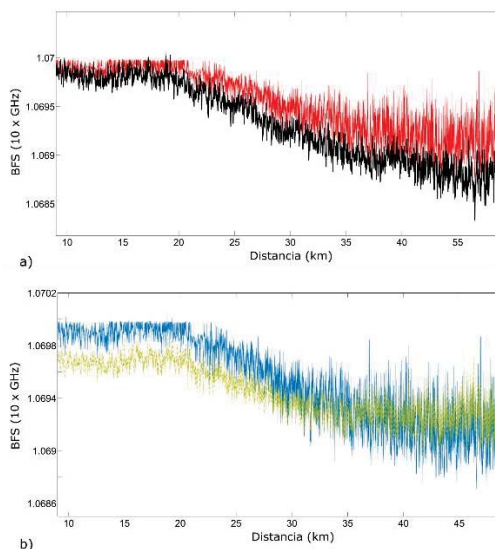 1.07
1.0695
1.069
1.0685
BFS (10 x GHz)
10 15 20 25 30 35 40 55
Distancia (km)
a)
1.0702
1.0698
1.0694
1.069
1.0686
BFS (10 x GHz)
10 15 20 25 30 35 40 45
Distancia (km)
b)